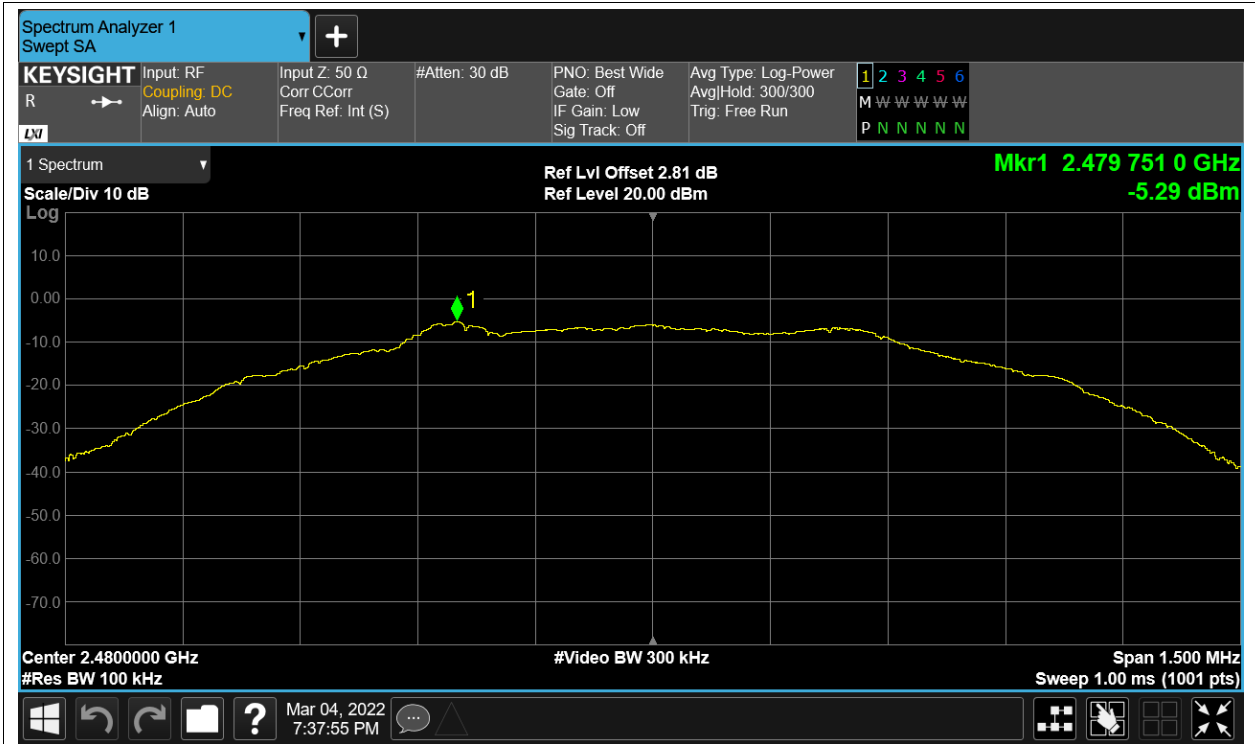 Spectrum Analyzer 1
Swept SA
KEYSIGHT
R
LXI
Input: RF
Coupling: DC
Align: Auto
Input Z: 50 Ω
Corr CCorr
Freq Ref: Int (S)
#Atten: 30 dB
PNO: Best Wide
Gate: Off
IF Gain: Low
Sig Track: Off
Avg Type: Log-Power
Avg|Hold: 300/300
Trig: Free Run
1 2 3 4 5 6
M W W W W W W
P N N N N N N
1 Spectrum
Scale/Div 10 dB
Log
Ref Lvl Offset 2.81 dB
Ref Level 20.00 dBm
Mkr1 2.479 751 0 GHz
-5.29 dBm
10.0
0.00
1
-10.0
-20.0
-30.0
-40.0
-50.0
-60.0
-70.0
Center 2.4800000 GHz
#Video BW 300 kHz
Span 1.500 MHz
#Res BW 100 kHz
Sweep 1.00 ms (1001 pts)
?
Mar 04, 2022
7:37:55 PM